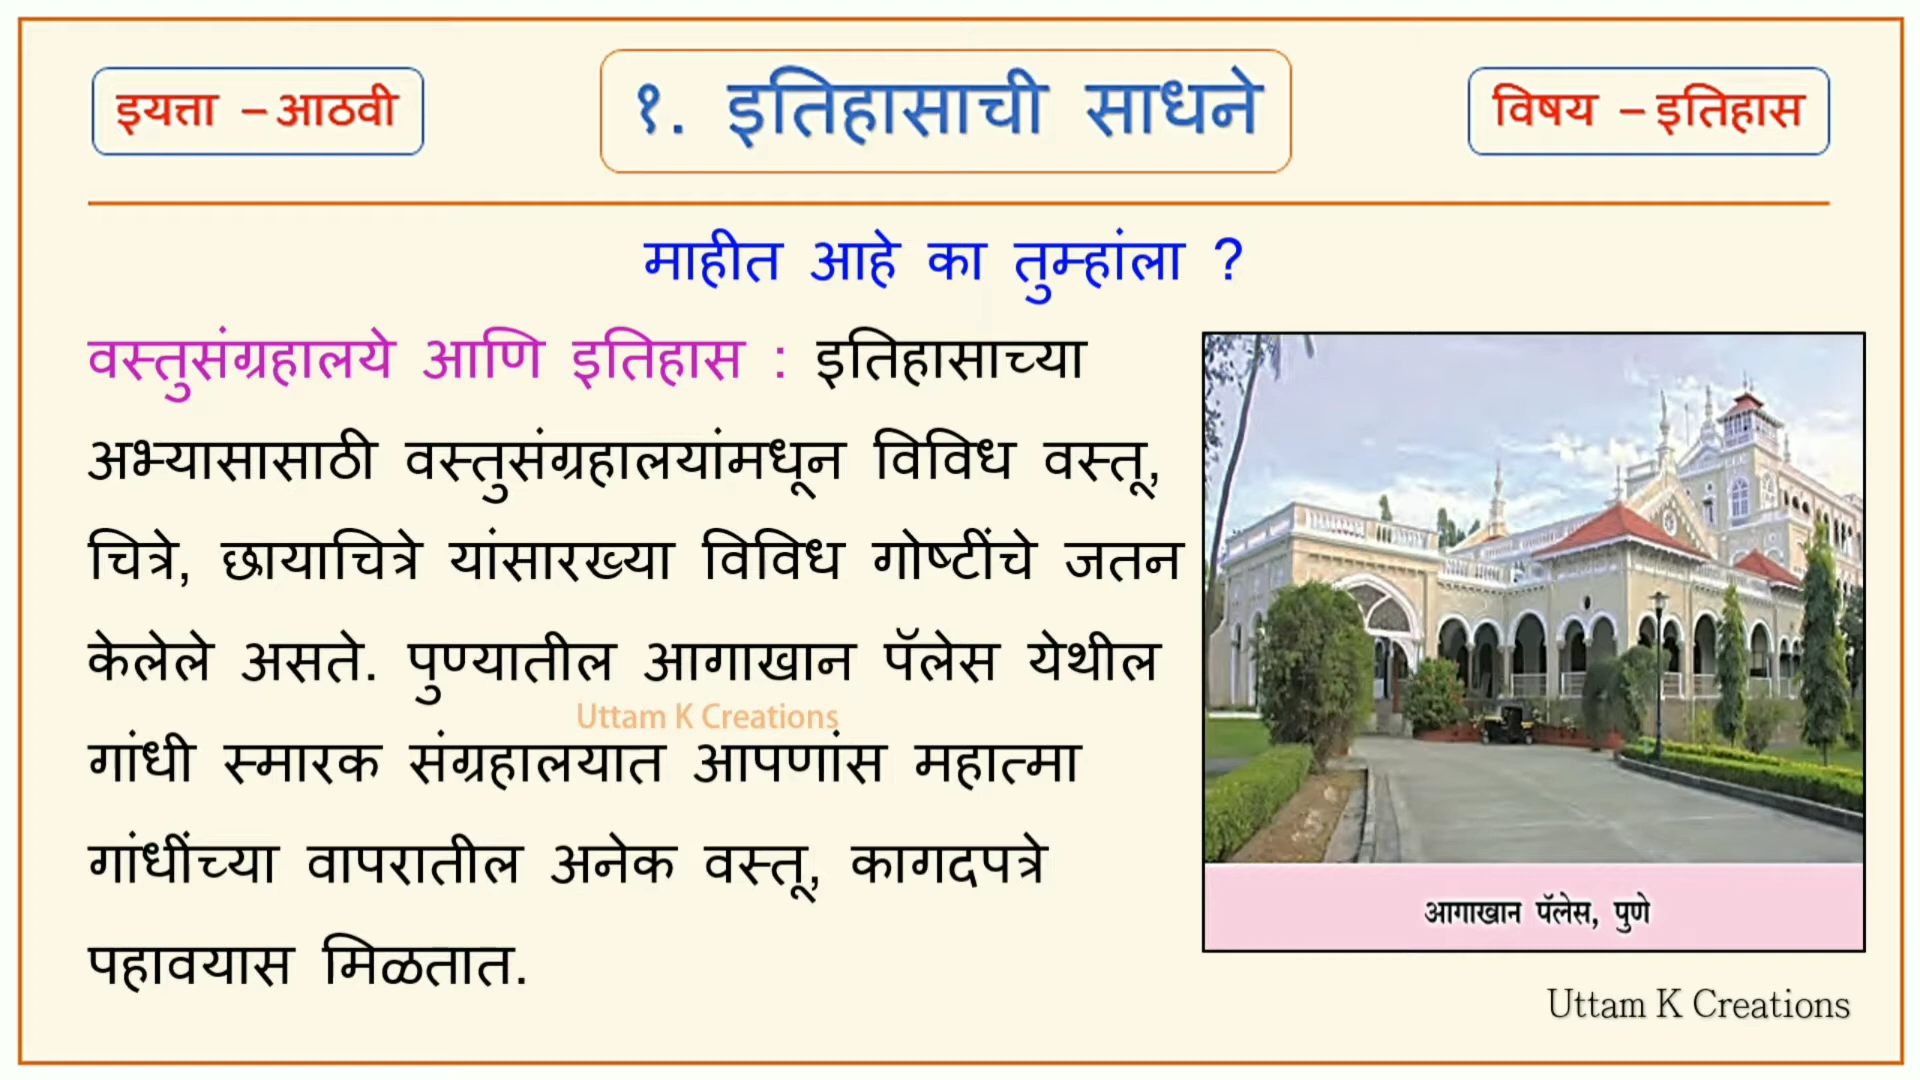 इयत्ता – आठवी
१. इतिहासाची साधने
विषय – इतिहास
माहीत आहे का तुम्हांला ?
वस्तुसंग्रहालये आणि इतिहास : इतिहासाच्या
अभ्यासासाठी वस्तुसंग्रहालयांमधून विविध वस्तू,
चित्रे, छायाचित्रे यांसारख्या विविध गोष्टींचे जतन
केलेले असते. पुण्यातील आगाखान पॅलेस येथील
गांधी स्मारक संग्रहालयात आपणांस महात्मा
गांधींच्या वापरातील अनेक वस्तू, कागदपत्रे
पहावयास मिळतात.
Uttam K Creations
आगाखान पॅलेस, पुणे
Uttam K Creations